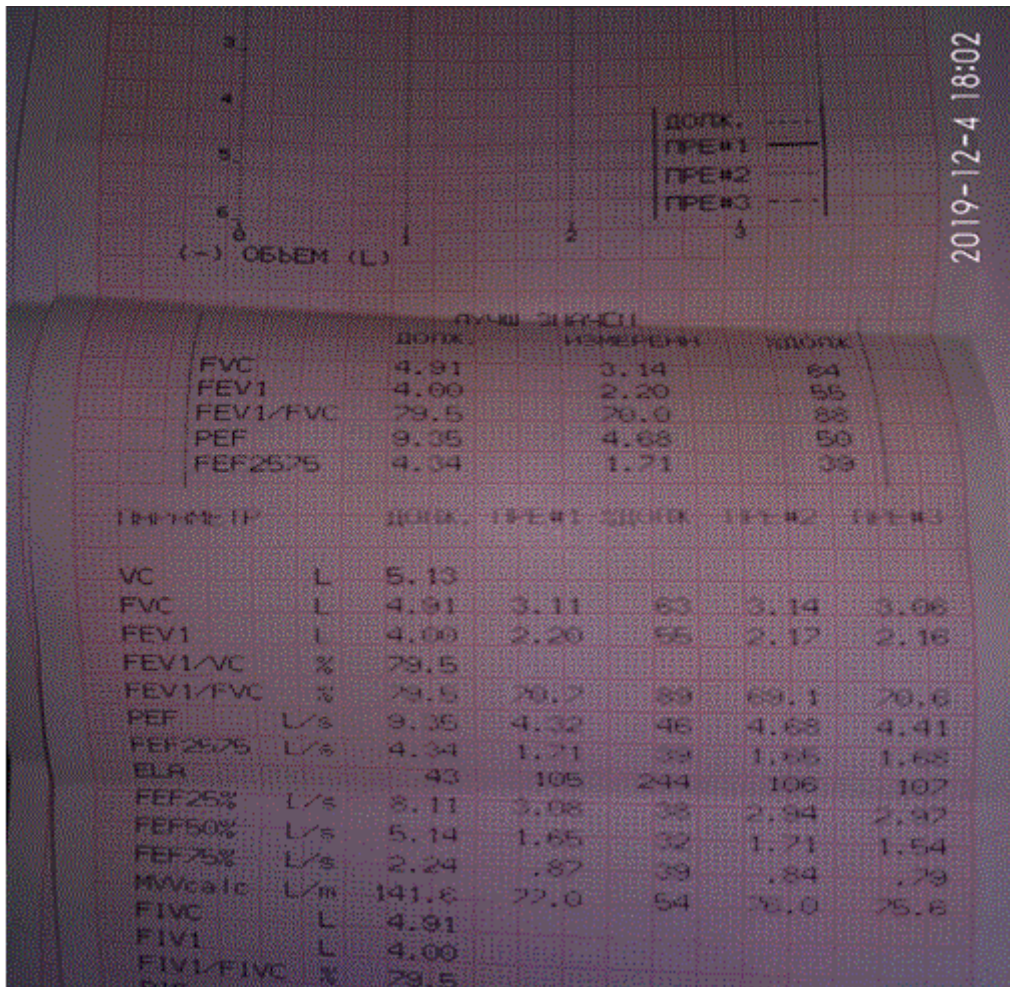 2019-12-4 18:02
3
4
5
6
0 1 2 3
(-) ОБЬЕМ (L)
ДОЛЖ. ----
ПРЕ#1
ПРЕ#2
ПРЕ#3 ---
ЛУЧШ ЗНАЧЕН
ДОЛЖ. ИЗМЕРЕНН %ДОЛЖ
FVC 4.91 3.14 64
FEV1 4.00 2.20 55
FEV1/FVC 79.5 70.0 88
PEF 9.35 4.68 50
FEF2575 4.34 1.71 39
ПАРАМЕТР ДОЛЖ. ПРЕ#1 %ДОЛЖ ПРЕ#2 ПРЕ#3
VC L 5.13
FVC L 4.91 3.11 63 3.14 3.06
FEV1 L 4.00 2.20 55 2.17 2.16
FEV1/VC % 79.5
FEV1/FVC % 79.5 70.7 89 69.1 70.6
PEF L/s 9.35 4.32 46 4.68 4.41
FEF2575 L/s 4.34 1.71 39 1.65 1.68
ELA 43 105 244 106 107
FEF25% L/s 8.11 3.08 38 2.94 2.97
FEF50% L/s 5.14 1.65 32 1.71 1.54
FEF75% L/s 2.24 .87 39 .84 .79
MVVcalc L/m 141.6 77.0 54 76.0 75.6
FIVC L 4.91
FIV1 L 4.00
FIV1/FIVC % 79.5